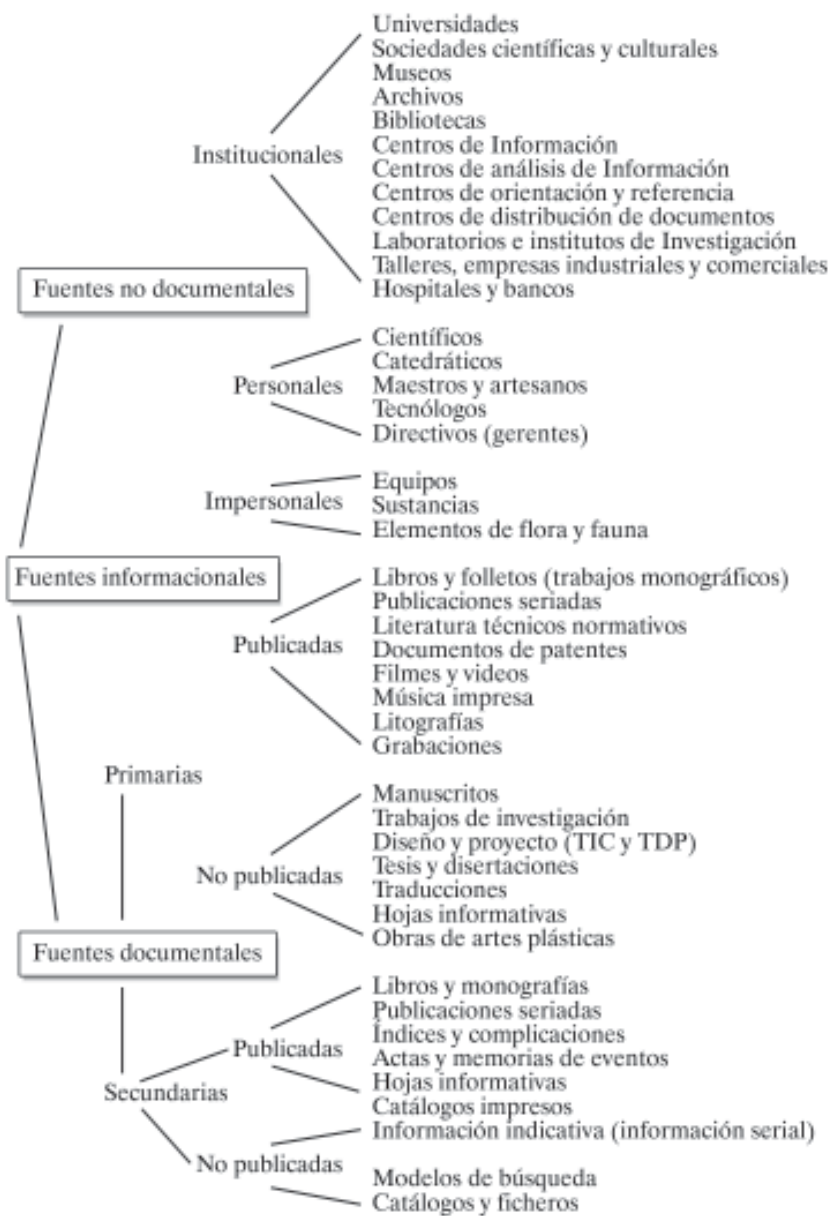 Universidades
Sociedades científicas y culturales
Museos
Archivos
Bibliotecas
Centros de Información
Institucionales
Centros de análisis de Información
Centros de orientación y referencia
Centros de distribución de documentos
Laboratorios e institutos de Investigación
Talleres, empresas industriales y comerciales
Fuentes no documentales
Hospitales y bancos
Científicos
Catedráticos
Personales
Maestros y artesanos
Tecnólogos
Directivos (gerentes)
Equipos
Impersonales
Sustancias
Elementos de flora y fauna
Fuentes informacionales
Libros y folletos (trabajos monográficos)
Publicaciones seriadas
Literatura técnicos normativos
Publicadas
Documentos de patentes
Filmes y videos
Música impresa
Litografías
Grabaciones
Primarias
Manuscritos
Trabajos de investigación
Diseño y proyecto (TIC y TDP)
No publicadas
Tesis y disertaciones
Traducciones
Hojas informativas
Obras de artes plásticas
Fuentes documentales
Libros y monografías
Publicaciones seriadas
Índices y complicaciones
Publicadas
Actas y memorias de eventos
Hojas informativas
Secundarias
Catálogos impresos
Información indicativa (información serial)
No publicadas
Modelos de búsqueda
Catálogos y ficheros